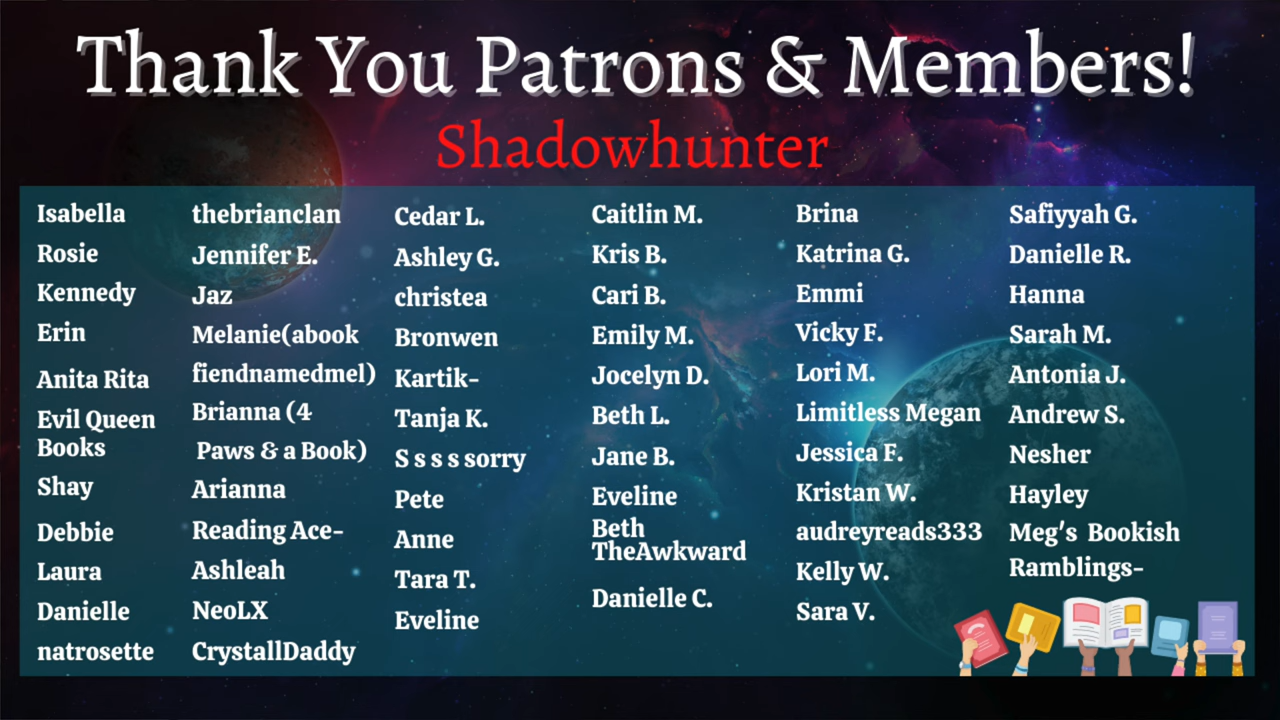 Thank You Patrons & Members!
Shadowhunter
Isabella
Rosie
Kennedy
Erin
Anita Rita
Evil Queen
Books
Shay
Debbie
Laura
Danielle
natrosette
thebrianclan
Jennifer E.
Jaz
Melanie(abook
fiendnamedmel)
Brianna (4
Paws & a Book)
Arianna
Reading Ace-
Ashleah
NeoLX
CrystallDaddy
Cedar L.
Ashley G.
christea
Bronwen
Kartik-
Tanja K.
S s s s sorry
Pete
Anne
Tara T.
Eveline
Caitlin M.
Kris B.
Cari B.
Emily M.
Jocelyn D.
Beth L.
Jane B.
Eveline
Beth
TheAwkward
Danielle C.
Brina
Katrina G.
Emmi
Vicky F.
Lori M.
Limitless Megan
Jessica F.
Kristan W.
audreyreads333
Kelly W.
Sara V.
Safiyyah G.
Danielle R.
Hanna
Sarah M.
Antonia J.
Andrew S.
Nesher
Hayley
Meg's Bookish
Ramblings-